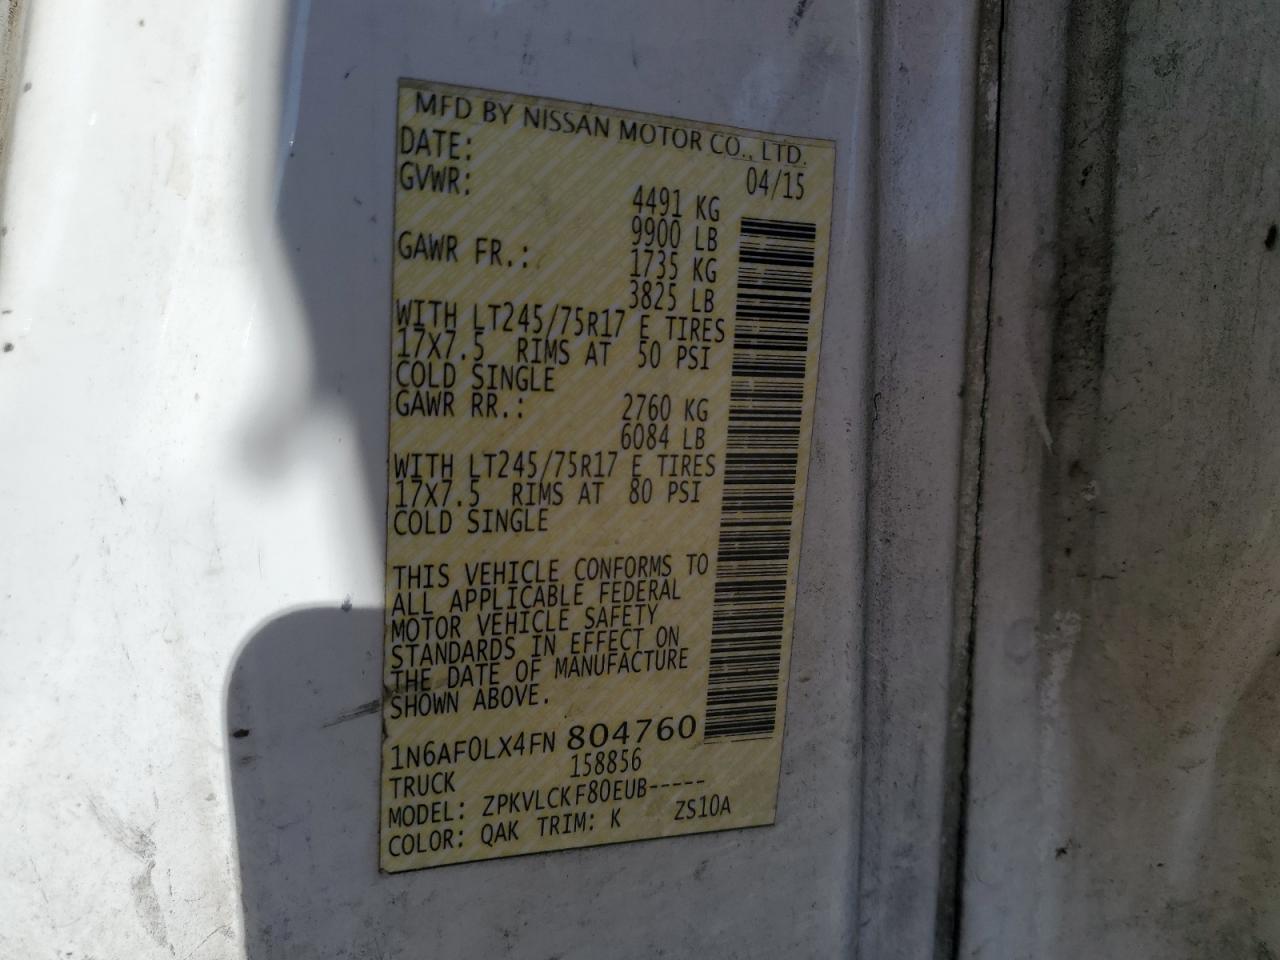 MFD BY NISSAN MOTOR CO., LTD.
DATE: 04/15
GVWR: 4491 KG
9900 LB
GAWR FR.: 1735 KG
3825 LB
WITH LT245/75R17 E TIRES
17X7.5 RIMS AT 50 PSI
COLD SINGLE
GAWR RR.: 2760 KG
6084 LB
WITH LT245/75R17 E TIRES
17X7.5 RIMS AT 80 PSI
COLD SINGLE
THIS VEHICLE CONFORMS TO
ALL APPLICABLE FEDERAL
MOTOR VEHICLE SAFETY
STANDARDS IN EFFECT ON
THE DATE OF MANUFACTURE
SHOWN ABOVE.
1N6AF0LX4FN 804760
TRUCK 158856
MODEL: ZPKVLCKF80EUB-----
COLOR: QAK TRIM: K ZS10A